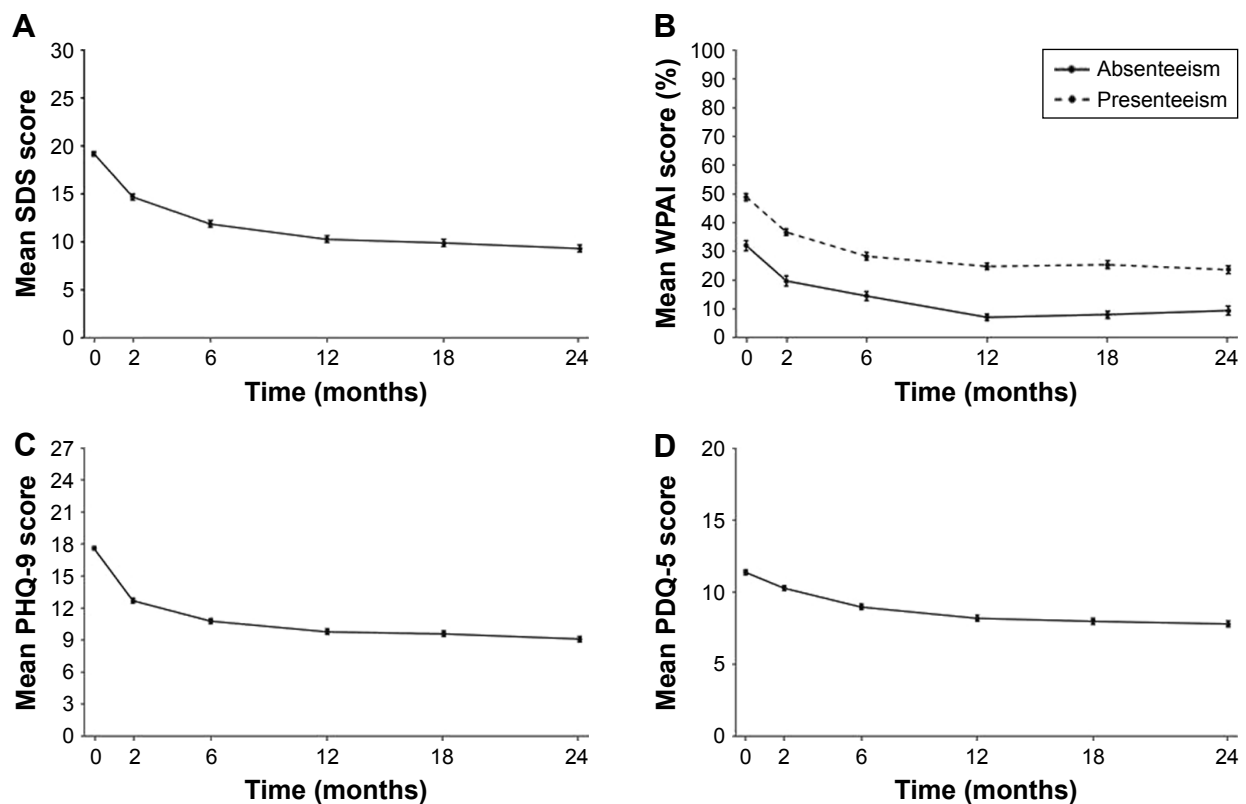 A
Mean SDS score
30
25
20
15
10
5
0
0 2 6 12 18 24
Time (months)
B
Mean WPAI score (%)
100
90
80
70
60
50
40
30
20
10
0
Absenteeism
Presenteeism
0 2 6 12 18 24
Time (months)
C
Mean PHQ-9 score
27
24
21
18
15
12
9
6
3
0
0 2 6 12 18 24
Time (months)
D
Mean PDQ-5 score
20
15
10
5
0
0 2 6 12 18 24
Time (months)